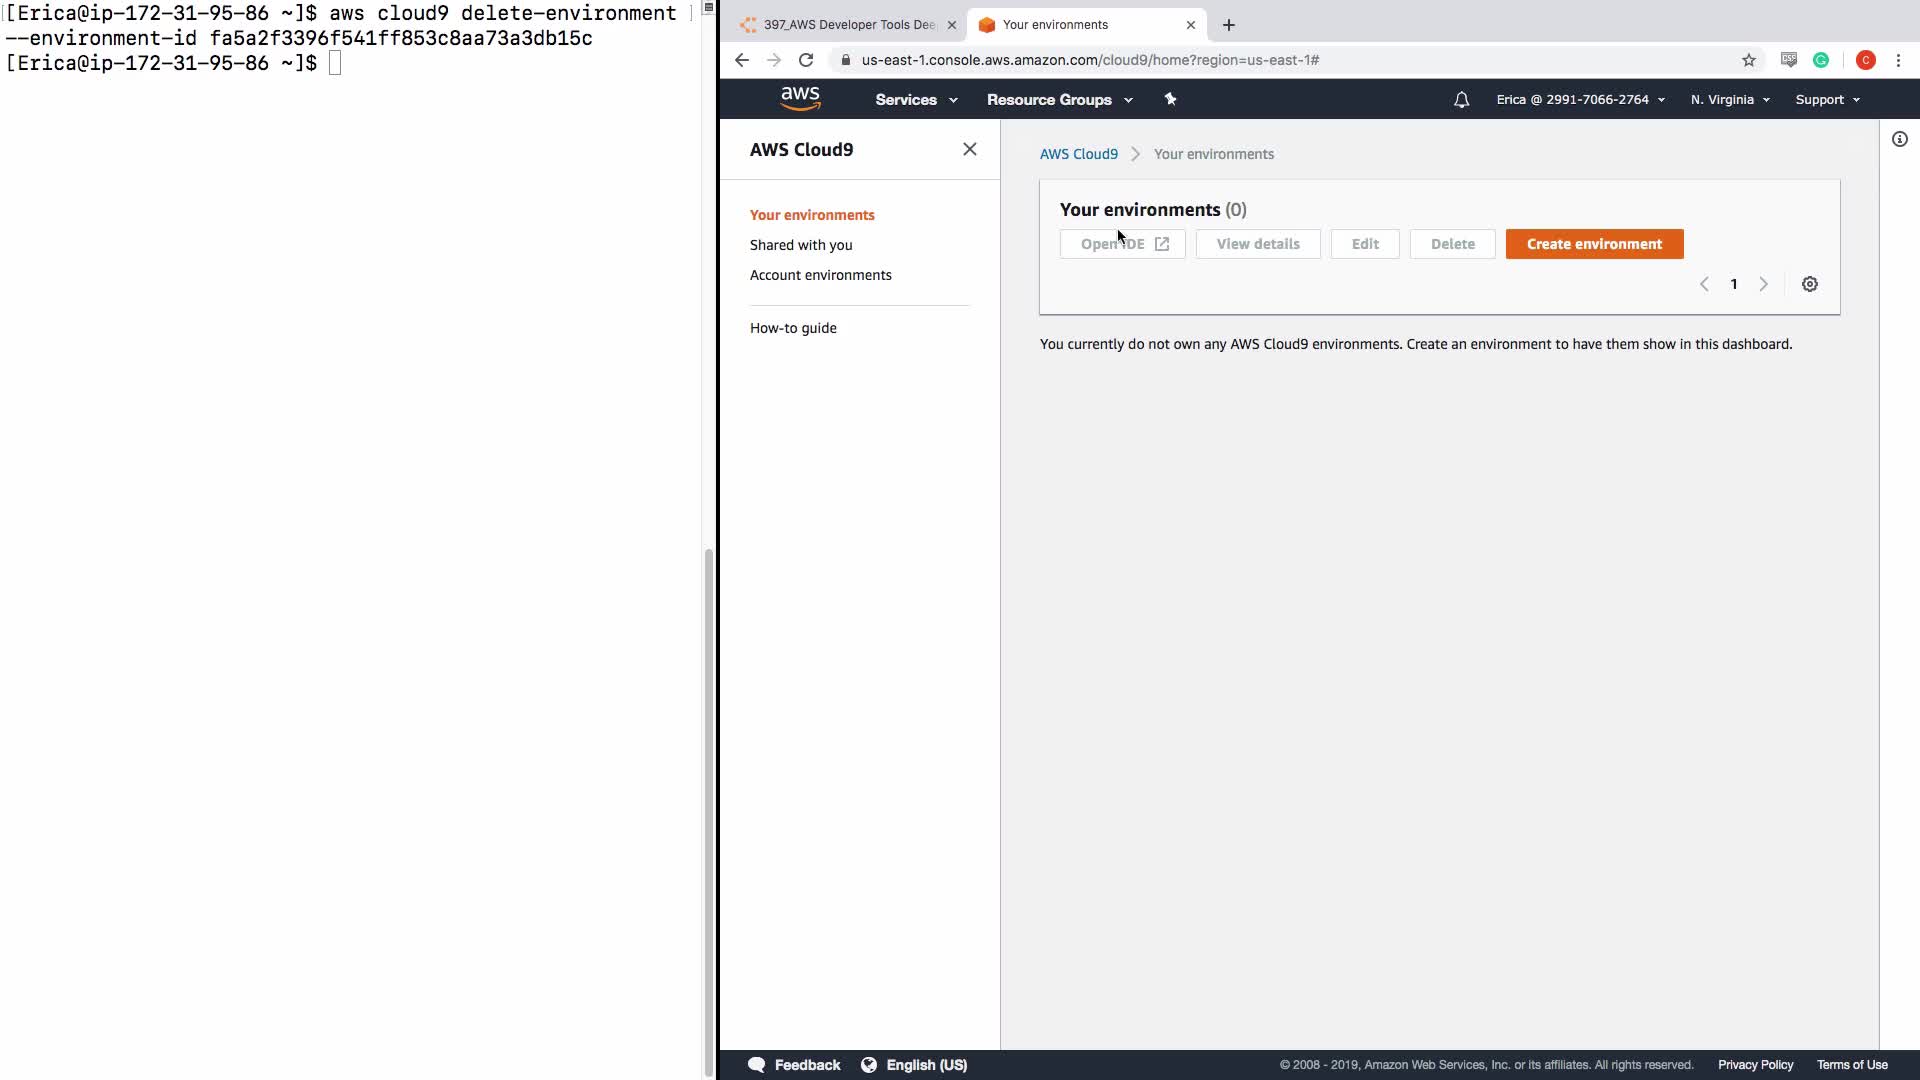 [Erica@ip-172-31-95-86 ~]$ aws cloud9 delete-environment
--environment-id fa5a2f3396f541ff853c8aa73a3db15c
[Erica@ip-172-31-95-86 ~]$
397_AWS Developer Tools Dee
Your environments
us-east-1.console.aws.amazon.com/cloud9/home?region=us-east-1#
C
aws
Services
Resource Groups
Erica @ 2991-7066-2764
N. Virginia
Support
AWS Cloud9
Your environments
Shared with you
Account environments
How-to guide
AWS Cloud9 > Your environments
Your environments (0)
Open IDE
View details
Edit
Delete
Create environment
1
You currently do not own any AWS Cloud9 environments. Create an environment to have them show in this dashboard.
Feedback
English (US)
© 2008 - 2019, Amazon Web Services, Inc. or its affiliates. All rights reserved.
Privacy Policy
Terms of Use